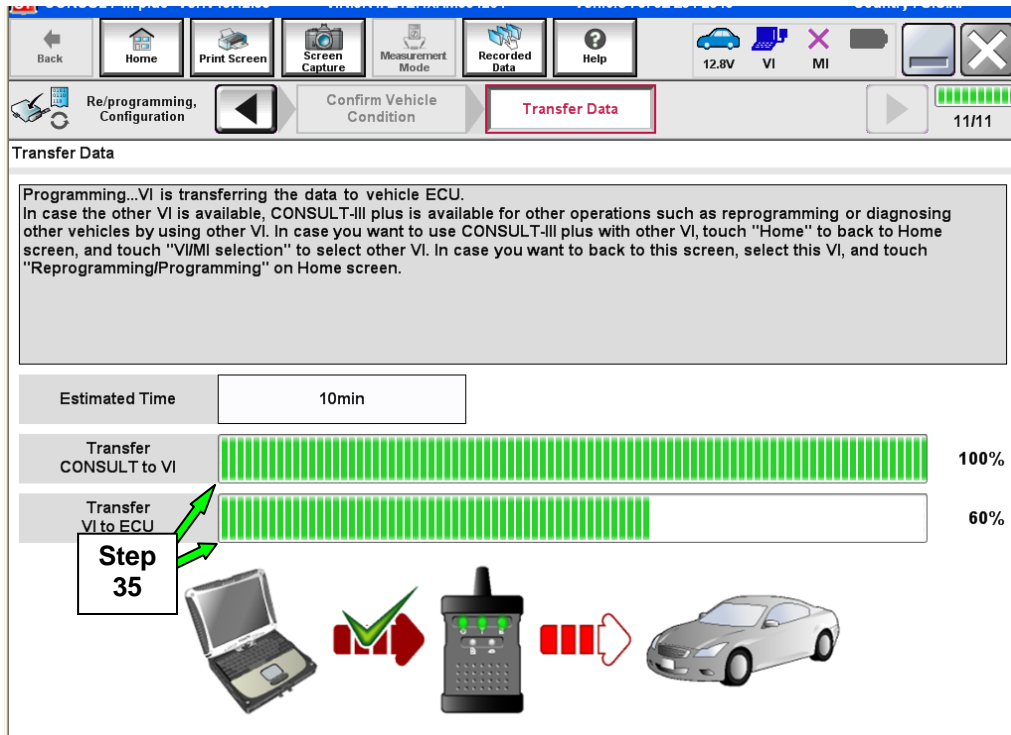 Back
Home
Print Screen
Screen
Capture
Measurement
Mode
Recorded
Data
Help
12.8V
VI
MI
Re/programming,
Configuration
Confirm Vehicle
Condition
Transfer Data
11/11
Transfer Data
Programming...VI is transferring the data to vehicle ECU.
In case the other VI is available, CONSULT-III plus is available for other operations such as reprogramming or diagnosing
other vehicles by using other VI. In case you want to use CONSULT-III plus with other VI, touch "Home" to back to Home
screen, and touch "VI/MI selection" to select other VI. In case you want to back to this screen, select this VI, and touch
"Reprogramming/Programming" on Home screen.
Estimated Time
10min
Transfer
CONSULT to VI
100%
Transfer
VI to ECU
60%
Step
35